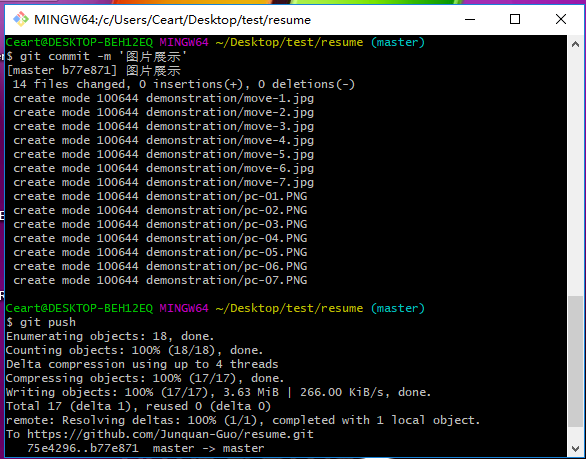 MINGW64:/c/Users/Ceart/Desktop/test/resume
Ceart@DESKTOP-BEH12EQ MINGW64 ~/Desktop/test/resume (master)
$ git commit -m '图片展示'
[master b77e871] 图片展示
 14 files changed, 0 insertions(+), 0 deletions(-)
 create mode 100644 demonstration/move-1.jpg
 create mode 100644 demonstration/move-2.jpg
 create mode 100644 demonstration/move-3.jpg
 create mode 100644 demonstration/move-4.jpg
 create mode 100644 demonstration/move-5.jpg
 create mode 100644 demonstration/move-6.jpg
 create mode 100644 demonstration/move-7.jpg
 create mode 100644 demonstration/pc-01.PNG
 create mode 100644 demonstration/pc-02.PNG
 create mode 100644 demonstration/pc-03.PNG
 create mode 100644 demonstration/pc-04.PNG
 create mode 100644 demonstration/pc-05.PNG
 create mode 100644 demonstration/pc-06.PNG
 create mode 100644 demonstration/pc-07.PNG
Ceart@DESKTOP-BEH12EQ MINGW64 ~/Desktop/test/resume (master)
$ git push
Enumerating objects: 18, done.
Counting objects: 100% (18/18), done.
Delta compression using up to 4 threads
Compressing objects: 100% (17/17), done.
Writing objects: 100% (17/17), 3.63 MiB | 266.00 KiB/s, done.
Total 17 (delta 1), reused 0 (delta 0)
remote: Resolving deltas: 100% (1/1), completed with 1 local object.
To https://github.com/Junquan-Guo/resume.git
   75e4296..b77e871  master -> master